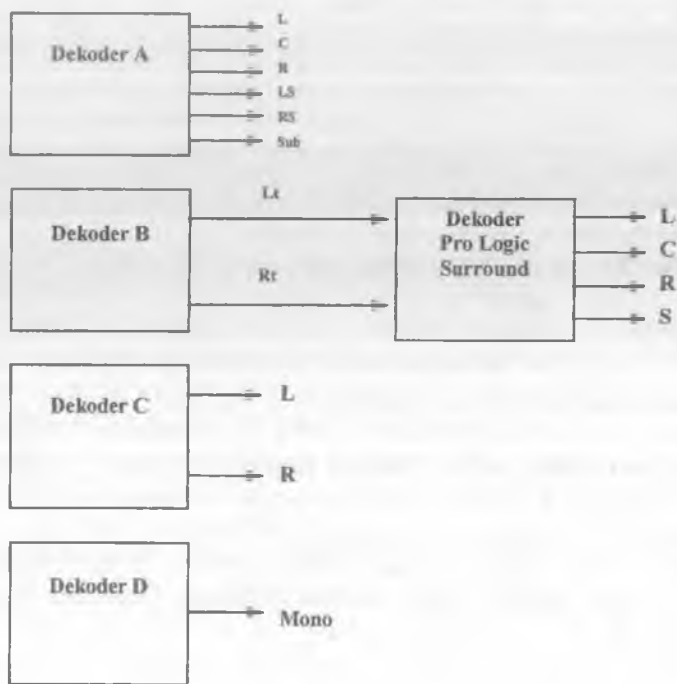 Dekoder A
L
C
R
LS
RS
Sub
Dekoder B
Lt
Rt
Dekoder
Pro Logic
Surround
L
C
R
S
Dekoder C
L
R
Dekoder D
Mono